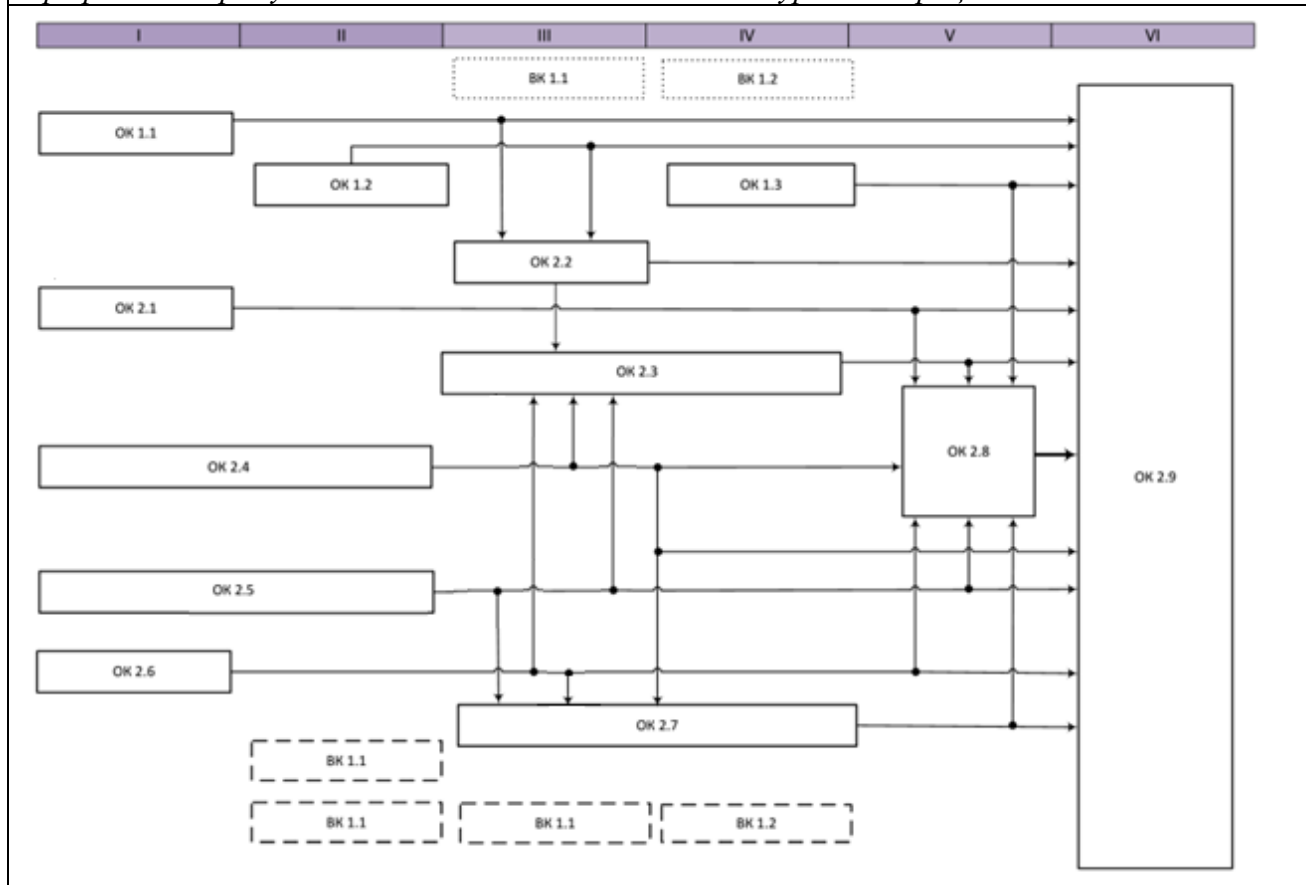 I II III IV V VI
ВК 1.1 ВК 1.2
ОК 1.1
ОК 1.2 ОК 1.3
ОК 2.2
ОК 2.1
ОК 2.3
ОК 2.4 ОК 2.8
ОК 2.9
ОК 2.5
ОК 2.6
ОК 2.7
ВК 1.1
ВК 1.1 ВК 1.1 ВК 1.2